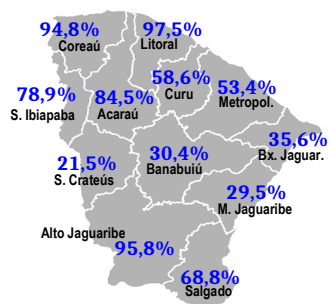 94,8%
Coreaú
97,5%
Litoral
58,6%
Curu
53,4%
Metropol.
78,9%
S. Ibiapaba
84,5%
Acaraú
35,6%
Bx. Jaguar.
21,5%
S. Crateús
30,4%
Banabuiú
29,5%
M. Jaguaribe
Alto Jaguaribe
95,8%
68,8%
Salgado